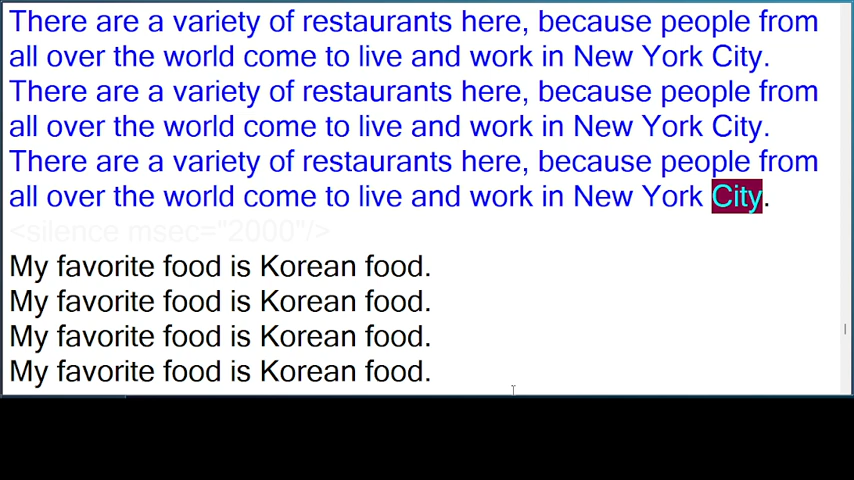 There are a variety of restaurants here, because people from
all over the world come to live and work in New York City.
There are a variety of restaurants here, because people from
all over the world come to live and work in New York City.
There are a variety of restaurants here, because people from
all over the world come to live and work in New York City.
<silence msec="2000"/>
My favorite food is Korean food.
My favorite food is Korean food.
My favorite food is Korean food.
My favorite food is Korean food.